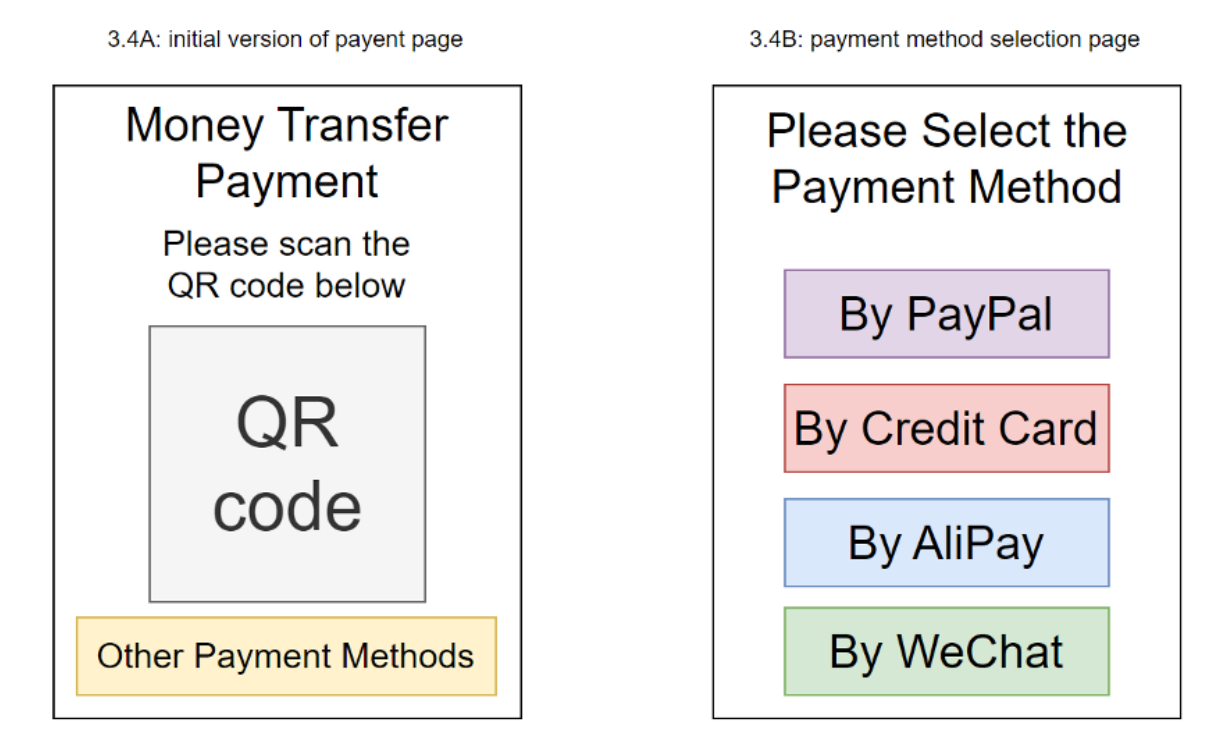 3.4A: initial version of payent page
Money Transfer
Payment
Please scan the
QR code below
QR
code
Other Payment Methods
3.4B: payment method selection page
Please Select the
Payment Method
By PayPal
By Credit Card
By AliPay
By WeChat